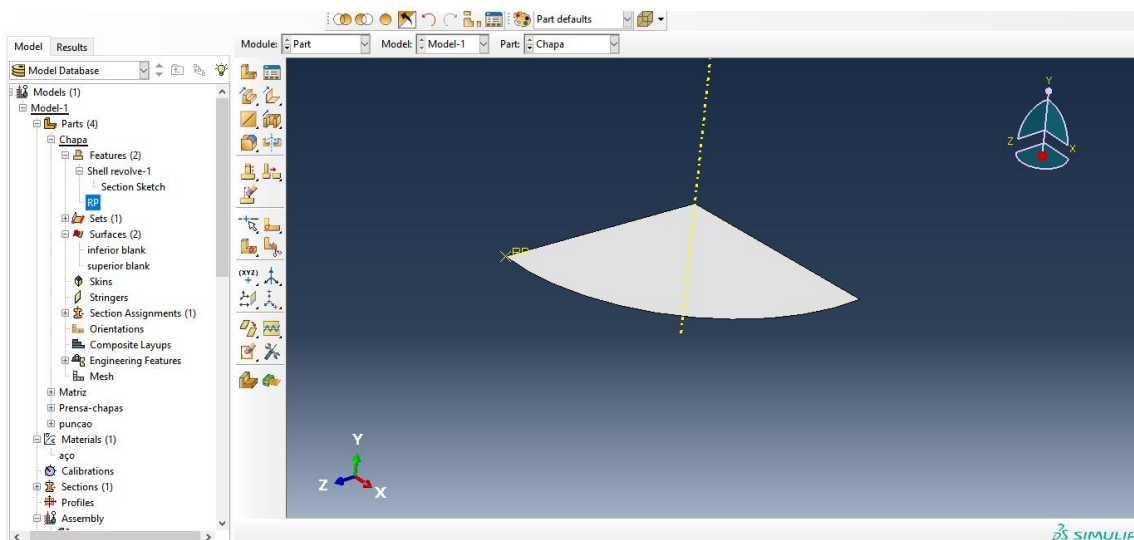 Part defaults
Model Results
Module: Part Model: Model-1 Part: Chapa
Model Database
Models (1)
Model-1
Parts (4)
Chapa
Features (2)
Shell revolve-1
Section Sketch
RP
Sets (1)
Surfaces (2)
inferior blank
superior blank
Skins
Stringers
Section Assignments (1)
Orientations
Composite Layups
Engineering Features
Mesh
Matriz
Prensa-chapas
puncao
Materials (1)
aço
Calibrations
Sections (1)
Profiles
Assembly
(XYZ)
RP
Y
Z
X
Y
Z
X
SIMULIA